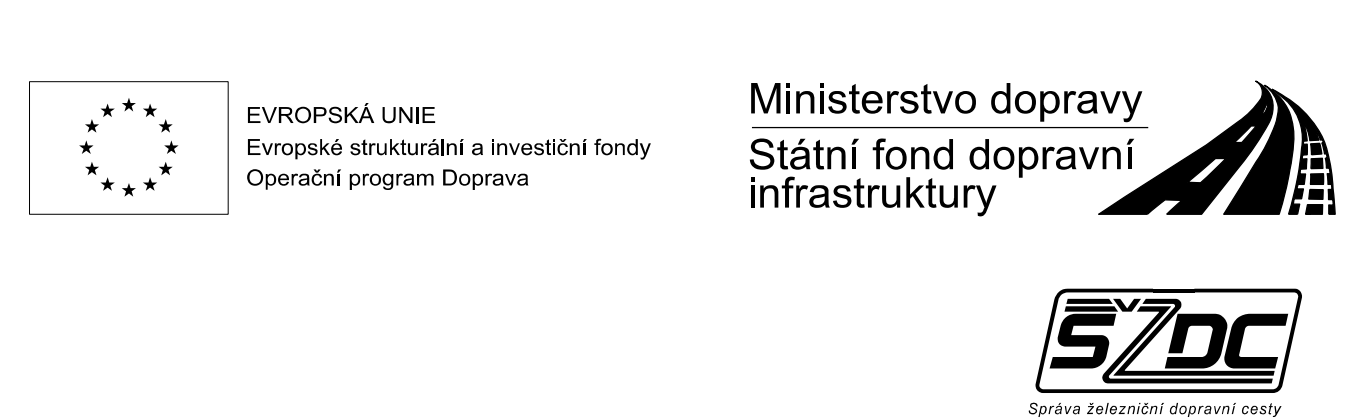 EVROPSKÁ UNIE
Evropské strukturální a investiční fondy
Operační program Doprava
Ministerstvo dopravy
Státní fond dopravní
infrastruktury
SŽDC
Správa železniční dopravní cesty